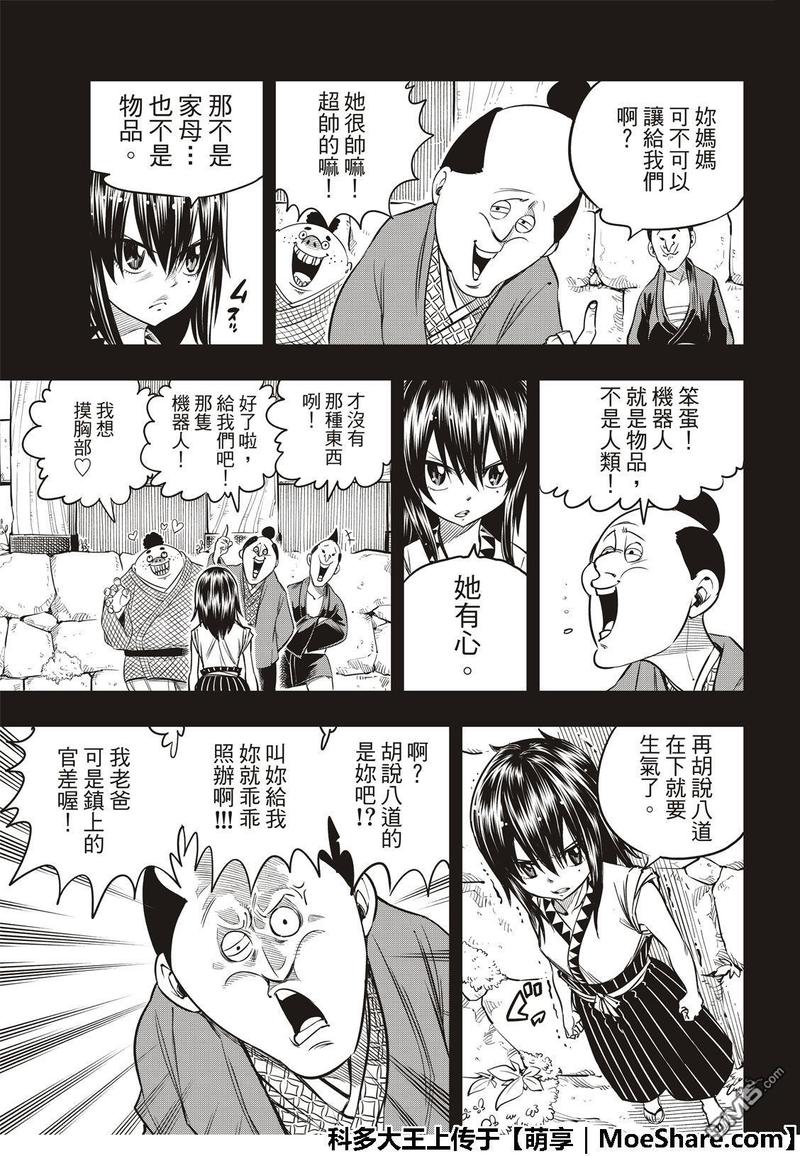 妳媽媽
可不可以
讓給我們
啊？
她很帥嘛！
超帥的嘛！
那不是
家母…
也不是
物品。
ムスッ
笨蛋！
機器人
就是物品，
不是人類！
她有心。
才沒有
那種東西
咧！
好了啦，
給我們吧！
那隻
機器人！
我想
摸胸部♡
再胡說八道
在下就要
生氣了。
啊？
胡說八道的
是妳吧!?
叫妳給我
妳就乖乖
照辦啊!!!
我老爸
可是鎮上的
官差喔！
科多大王上传于【萌享】|MoeShare.com